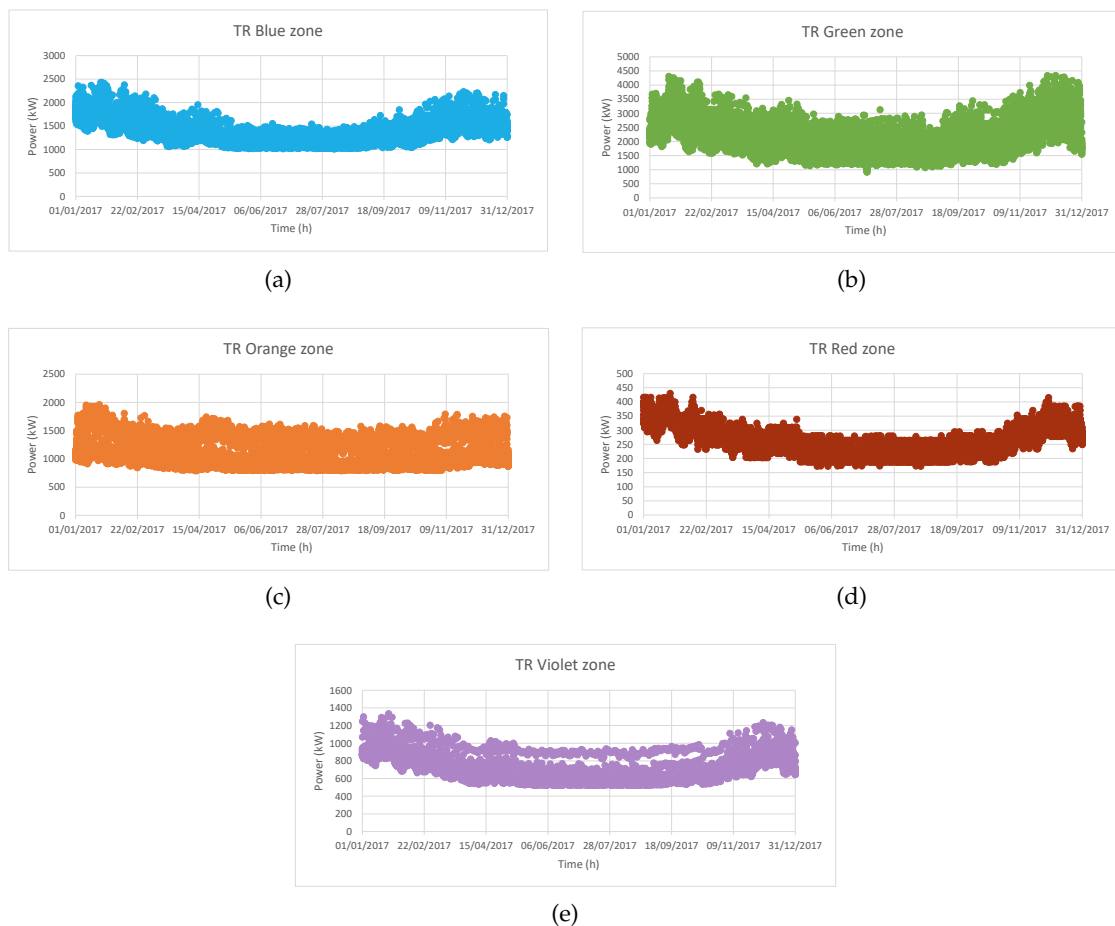 TR Blue zone
3000
2500
2000
1500
1000
500
0
Power (kW)
01/01/2017 22/02/2017 15/04/2017 06/06/2017 28/07/2017 18/09/2017 09/11/2017 31/12/2017
Time (h)
(a)
TR Green zone
5000
4500
4000
3500
3000
2500
2000
1500
1000
500
0
Power (kW)
01/01/2017 22/02/2017 15/04/2017 06/06/2017 28/07/2017 18/09/2017 09/11/2017 31/12/2017
Time (h)
(b)
TR Orange zone
2500
2000
1500
1000
500
0
Power (kW)
01/01/2017 22/02/2017 15/04/2017 06/06/2017 28/07/2017 18/09/2017 09/11/2017 31/12/2017
Time (h)
(c)
TR Red zone
500
450
400
350
300
250
200
150
100
50
0
Power (kW)
01/01/2017 22/02/2017 15/04/2017 06/06/2017 28/07/2017 18/09/2017 09/11/2017 31/12/2017
Time (h)
(d)
TR Violet zone
1600
1400
1200
1000
800
600
400
200
0
Power (kW)
01/01/2017 22/02/2017 15/04/2017 06/06/2017 28/07/2017 18/09/2017 09/11/2017 31/12/2017
Time (h)
(e)